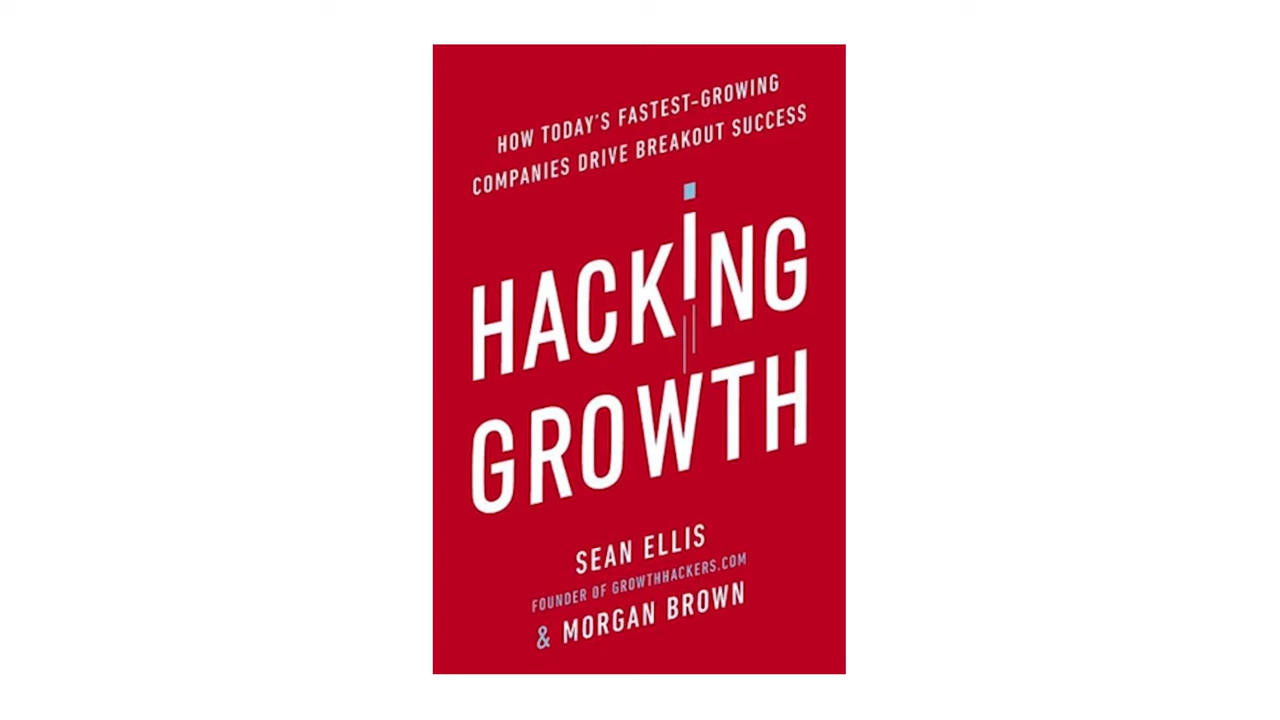 HOW TODAY'S FASTEST-GROWING
COMPANIES DRIVE BREAKOUT SUCCESS
HACKiNG
GROWTH
SEAN ELLIS
FOUNDER OF GROWTHHACKERS.COM
& MORGAN BROWN